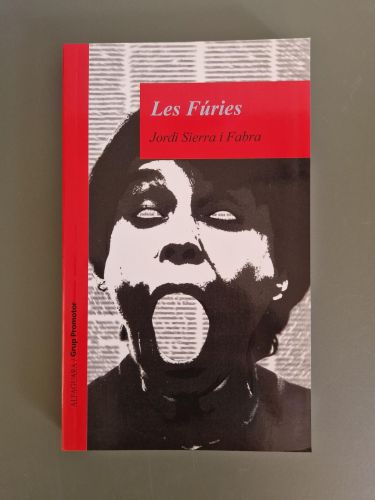 Les Fúries
Jordi Sierra i Fabra
ALFAGUARA / Grup Promotor